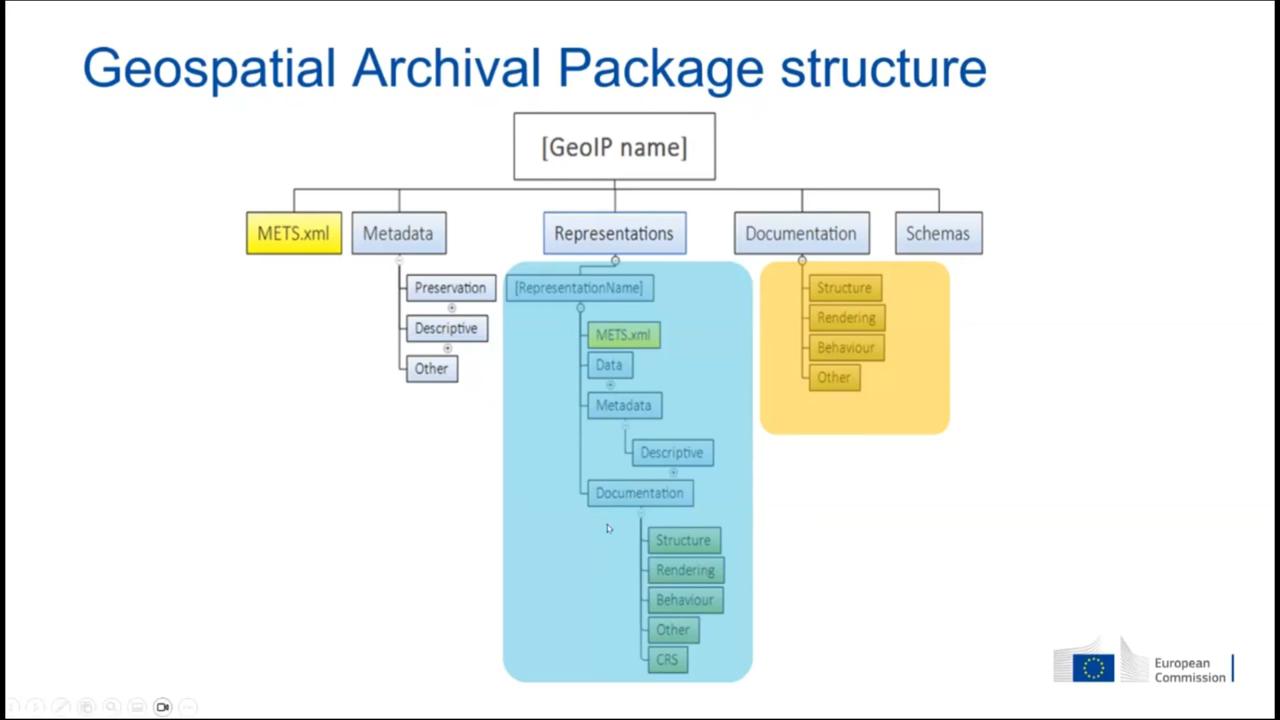 Geospatial Archival Package structure
[GeoIP name]
METS.xml
Metadata
Representations
Documentation
Schemas
Preservation
Descriptive
Other
[RepresentationName]
METS.xml
Data
Metadata
Descriptive
Documentation
Structure
Rendering
Behaviour
Other
CRS
Structure
Rendering
Behaviour
Other
European
Commission